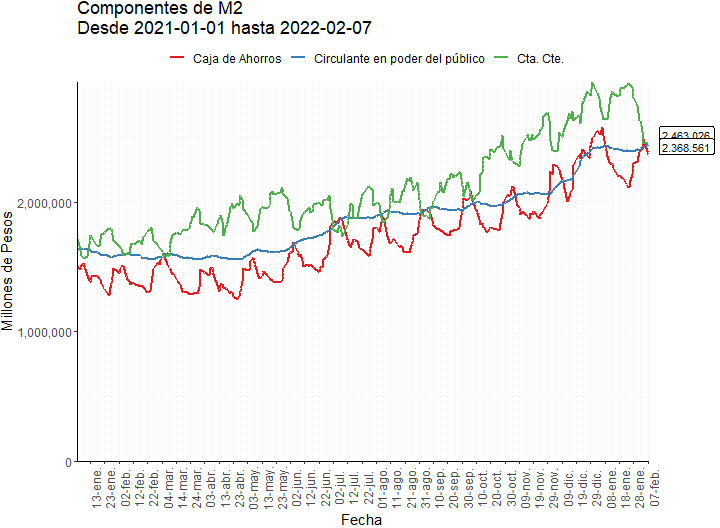 Componentes de M2
Desde 2021-01-01 hasta 2022-02-07
Caja de Ahorros Circulante en poder del público Cta. Cte.
2,000,000
1,000,000
0
Millones de Pesos
2.463.026
2.368.561
13-ene.
23-ene.
02-feb.
12-feb.
22-feb.
04-mar.
14-mar.
24-mar.
03-abr.
13-abr.
23-abr.
03-may.
13-may.
23-may.
02-jun.
12-jun.
22-jun.
02-jul.
12-jul.
22-jul.
01-ago.
11-ago.
21-ago.
31-ago.
10-sep.
20-sep.
30-sep.
10-oct.
20-oct.
30-oct.
09-nov.
19-nov.
29-nov.
09-dic.
19-dic.
29-dic.
08-ene.
18-ene.
28-ene.
07-feb.
Fecha